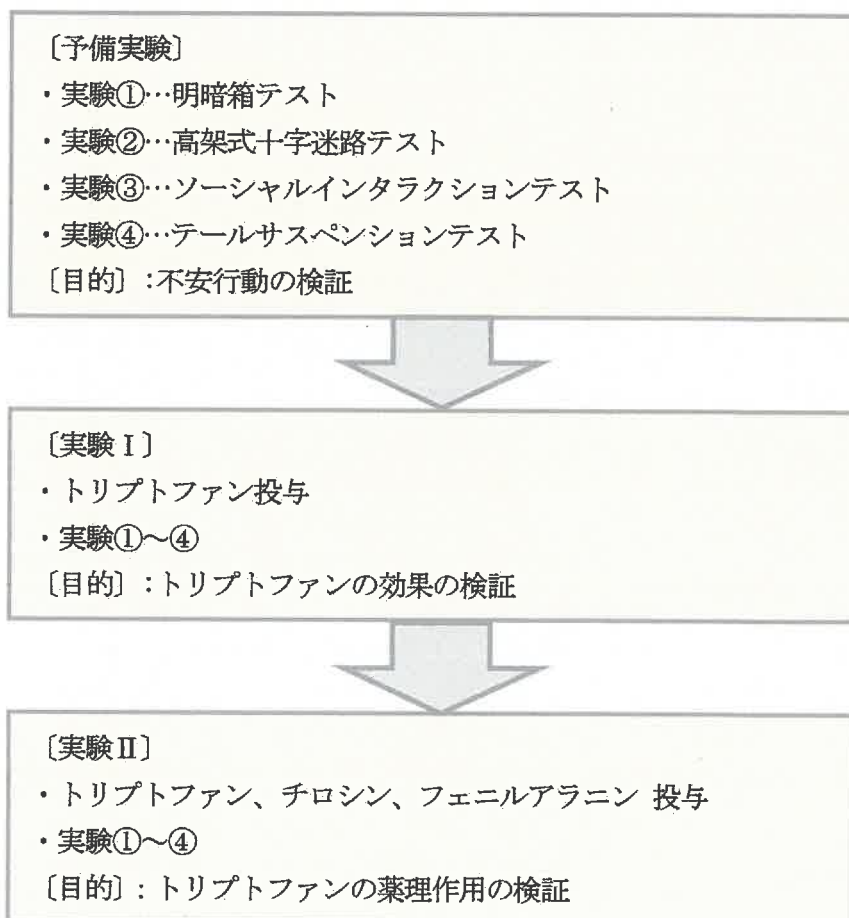 〔予備実験〕
・実験①…明暗箱テスト
・実験②…高架式十字迷路テスト
・実験③…ソーシャルインタラクションテスト
・実験④…テールサスペンションテスト
〔目的〕:不安行動の検証
〔実験Ⅰ〕
・トリプトファン投与
・実験①～④
〔目的〕:トリプトファンの効果の検証
〔実験Ⅱ〕
・トリプトファン、チロシン、フェニルアラニン 投与
・実験①～④
〔目的〕:トリプトファンの薬理作用の検証